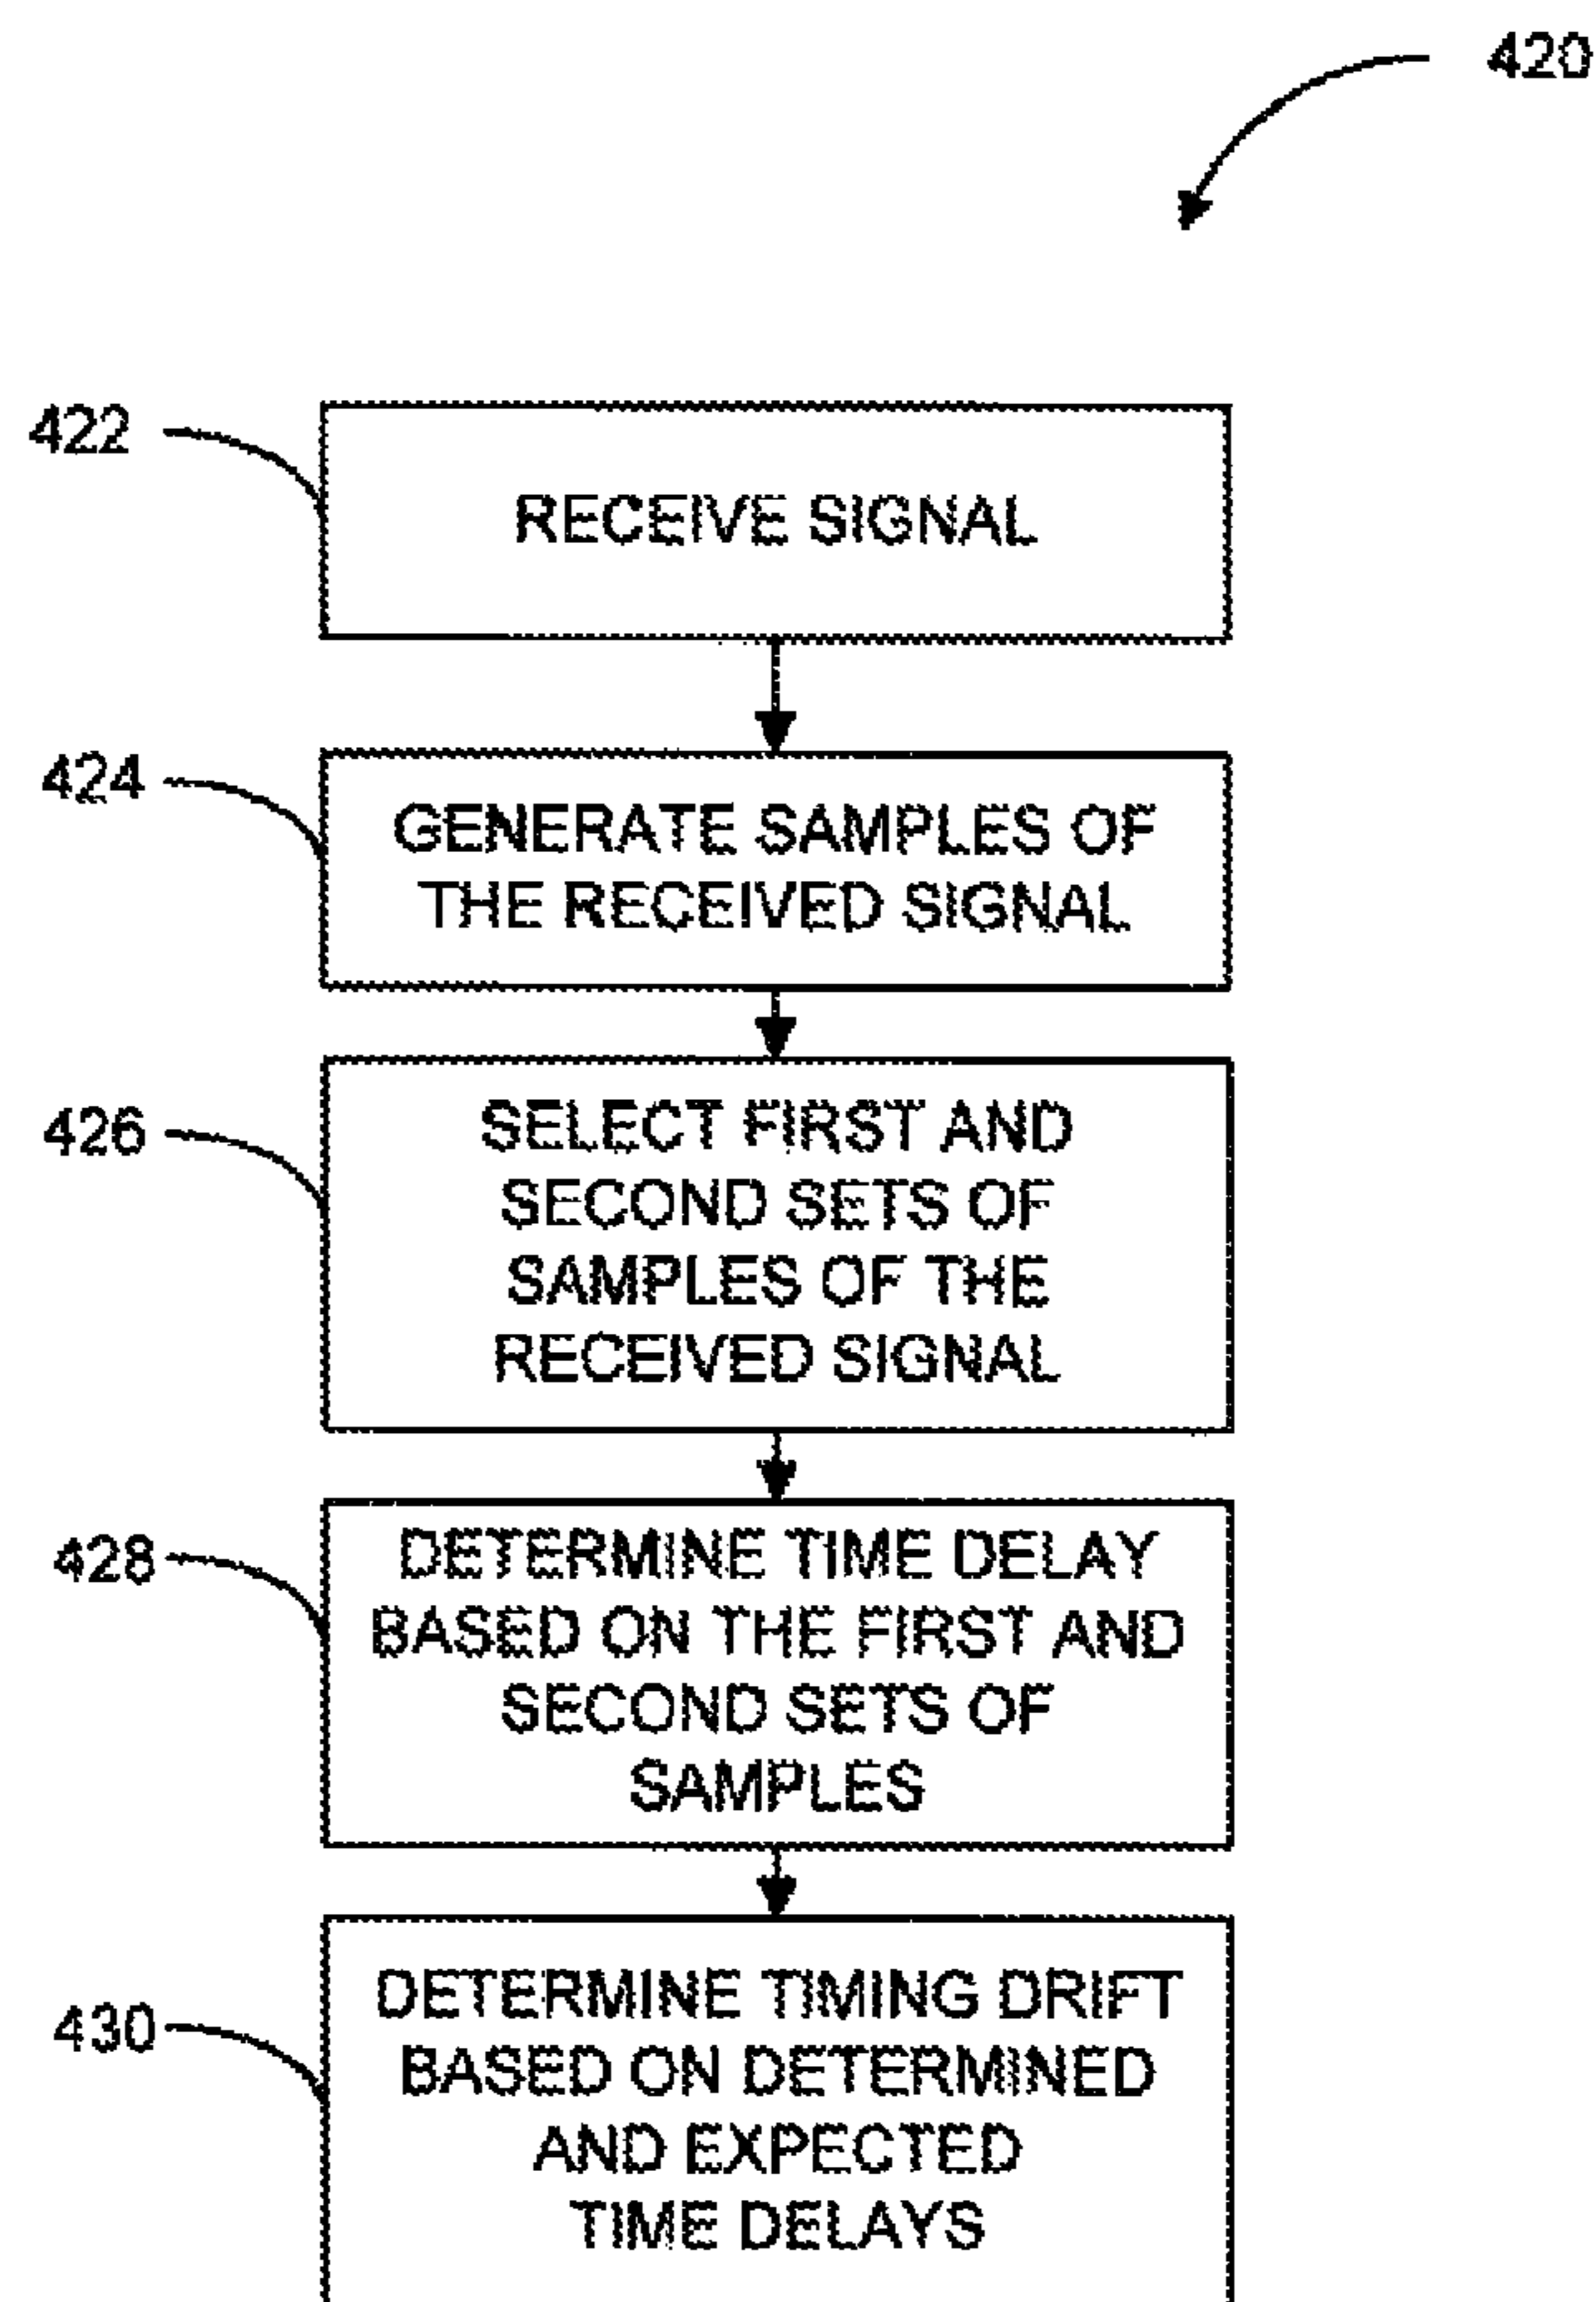 420
422
RECEIVE SIGNAL
424
GENERATE SAMPLES OF
THE RECEIVED SIGNAL
426
SELECT FIRST AND
SECOND SETS OF
SAMPLES OF THE
RECEIVED SIGNAL
428
DETERMINE TIME DELAY
BASED ON THE FIRST AND
SECOND SETS OF
SAMPLES
430
DETERMINE TIMING DRIFT
BASED ON DETERMINED
AND EXPECTED
TIME DELAYS